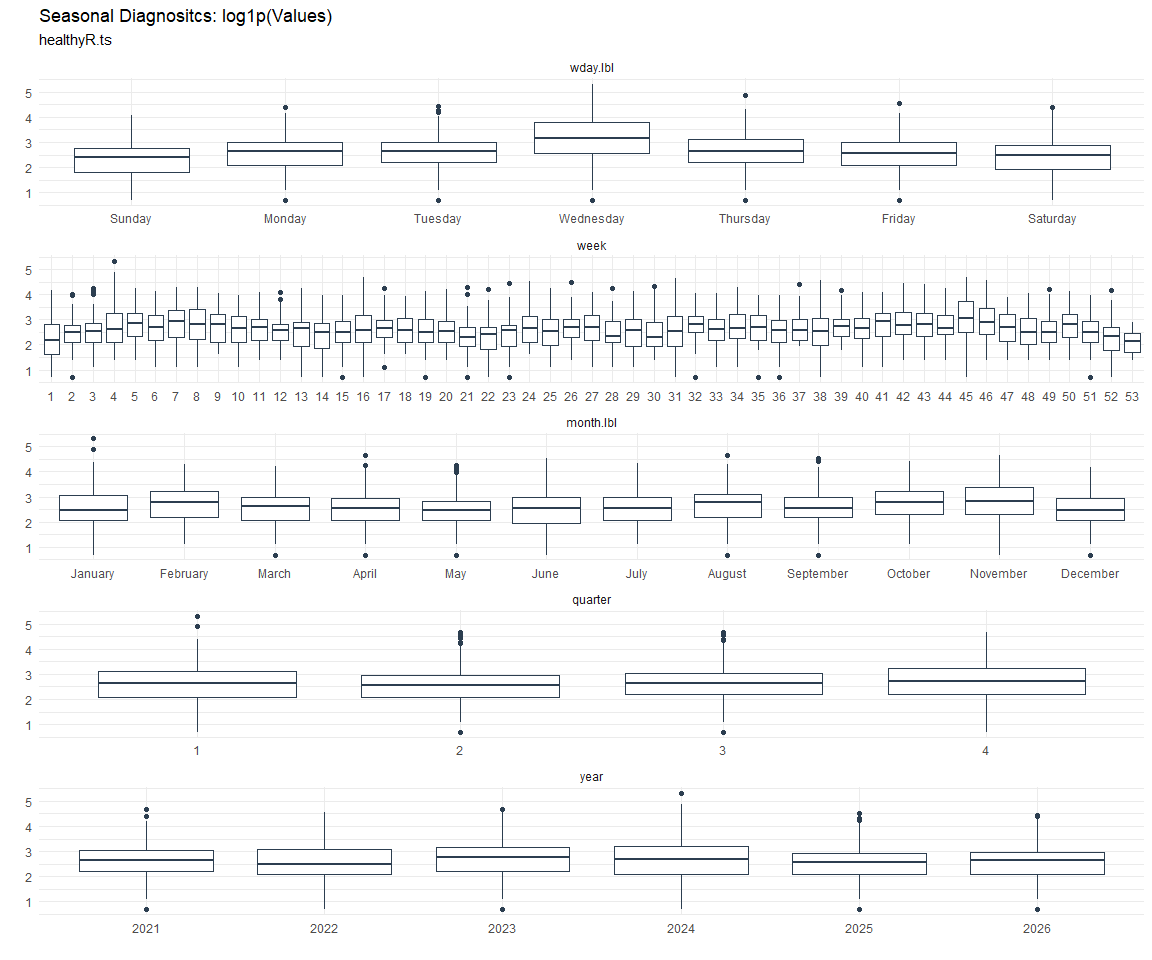 Seasonal Diagnositcs: log1p(Values)
healthyR.ts
wday.lbl
5
4
3
2
1
Sunday Monday Tuesday Wednesday Thursday Friday Saturday
week
5
4
3
2
1
1 2 3 4 5 6 7 8 9 10 11 12 13 14 15 16 17 18 19 20 21 22 23 24 25 26 27 28 29 30 31 32 33 34 35 36 37 38 39 40 41 42 43 44 45 46 47 48 49 50 51 52 53
month.lbl
5
4
3
2
1
January February March April May June July August September October November December
quarter
5
4
3
2
1
1 2 3 4
year
5
4
3
2
1
2021 2022 2023 2024 2025 2026